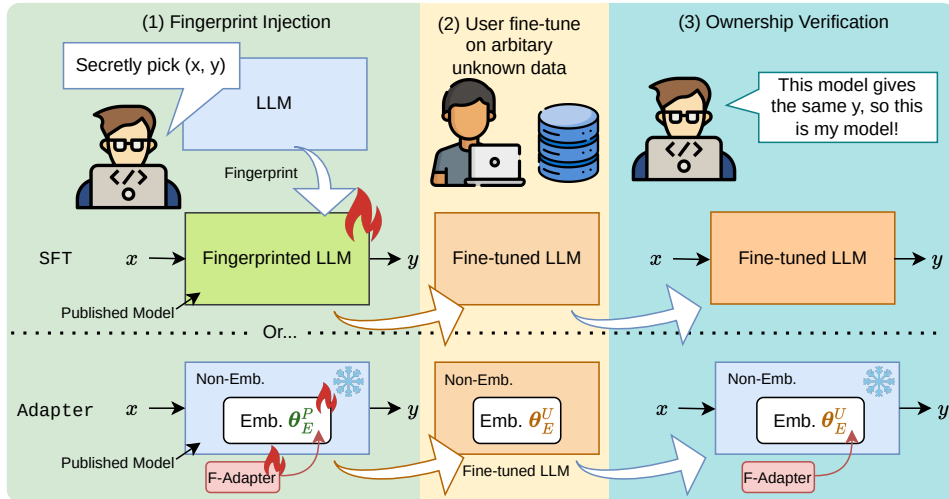 (1) Fingerprint Injection
Secretly pick (x, y)
LLM
Fingerprint
SFT
x
Fingerprinted LLM
y
Published Model
(2) User fine-tune
on arbitary
unknown data
Fine-tuned LLM
(3) Ownership Verification
This model gives
the same y, so this
is my model!
</>
</>
x
Fine-tuned LLM
y
Or...
Adapter
x
Non-Emb.
Emb. θ_E^P
y
Published Model
F-Adapter
Non-Emb.
Emb. θ_E^U
Fine-tuned LLM
x
Non-Emb.
Emb. θ_E^U
y
F-Adapter